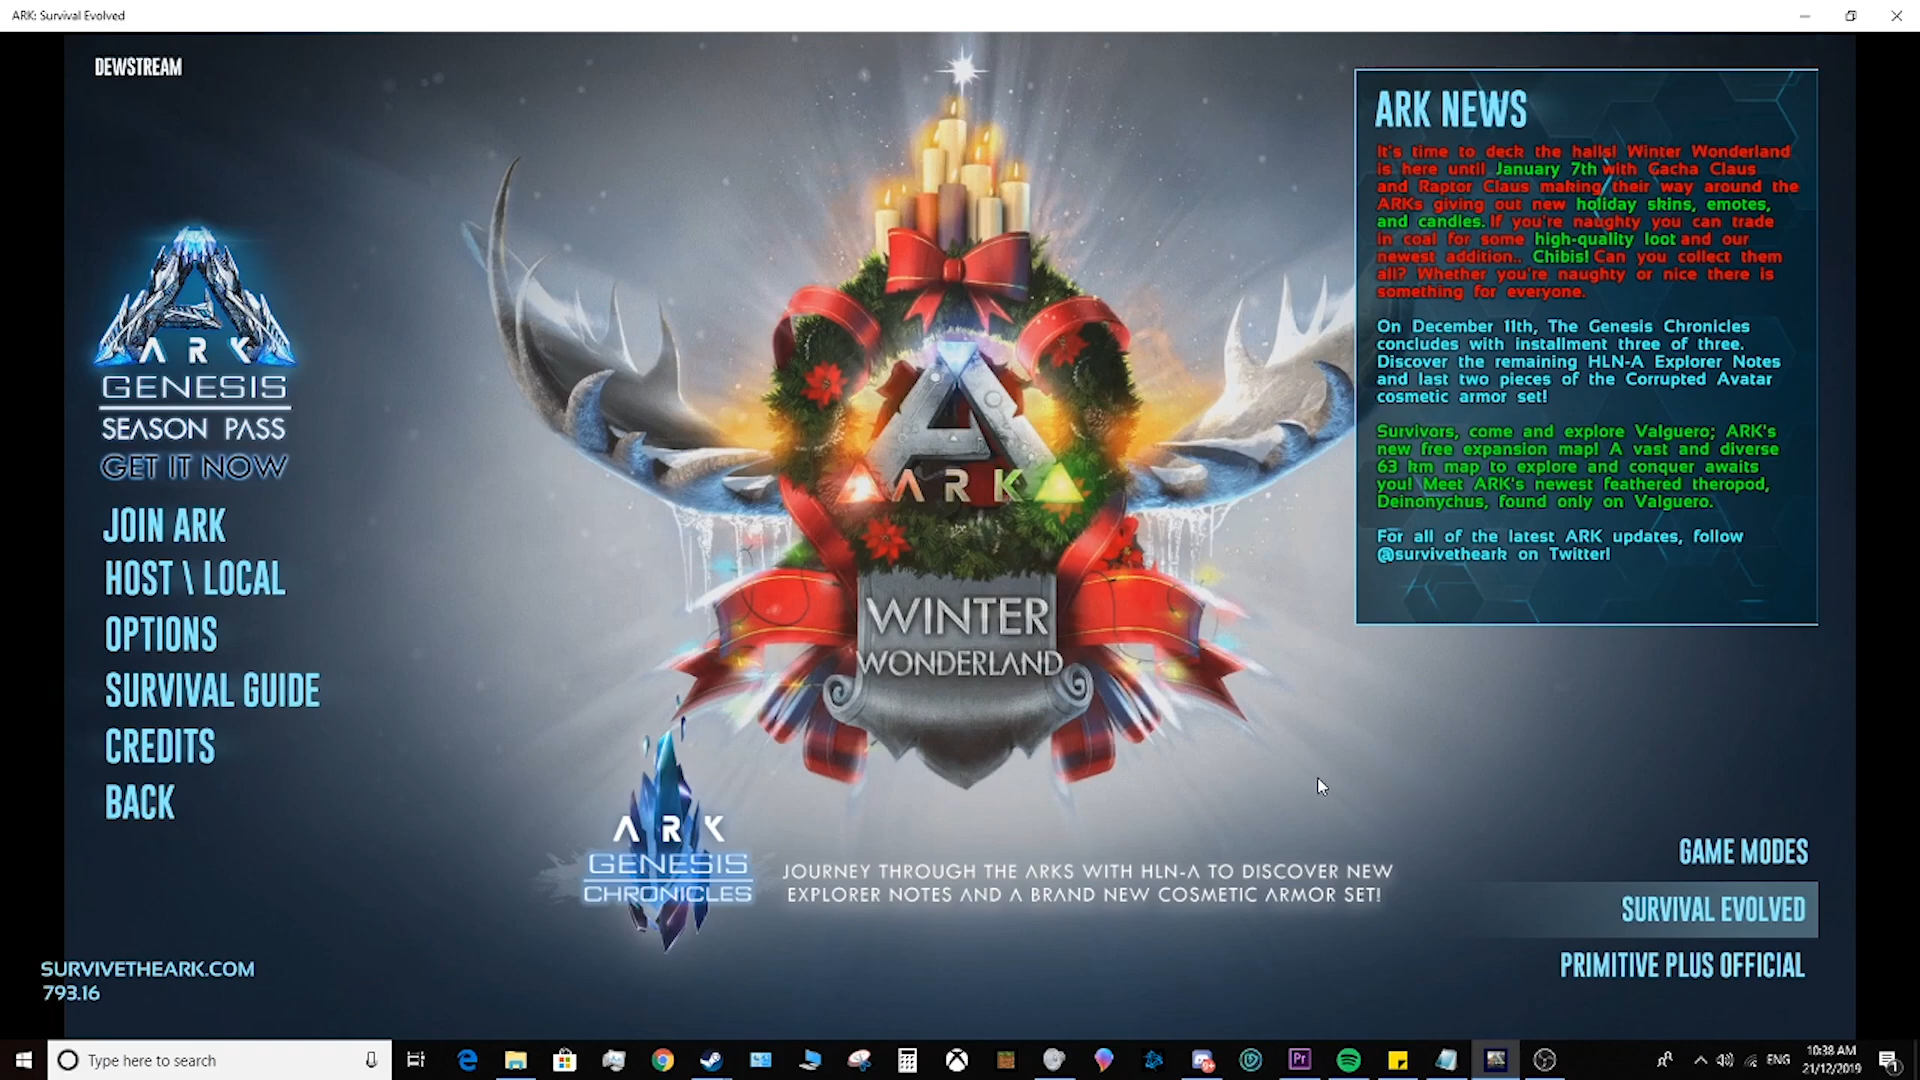 ARK: Survival Evolved
DEWSTREAM
ARK
GENESIS
SEASON PASS
GET IT NOW
JOIN ARK
HOST \ LOCAL
OPTIONS
SURVIVAL GUIDE
CREDITS
BACK
SURVIVETHEARK.COM
793.16
ARK
WINTER
WONDERLAND
ARK
GENESIS
CHRONICLES
JOURNEY THROUGH THE ARKS WITH HLN-A TO DISCOVER NEW
EXPLORER NOTES AND A BRAND NEW COSMETIC ARMOR SET!
ARK NEWS
It's time to deck the halls! Winter Wonderland
is here until January 7th with Gacha Claus
and Raptor Claus making their way around the
ARKs giving out new holiday skins, emotes,
and candles. If you're naughty you can trade
in coal for some high-quality loot and our
newest addition.. Chibis! Can you collect them
all? Whether you're naughty or nice there is
something for everyone.
On December 11th, The Genesis Chronicles
concludes with installment three of three.
Discover the remaining HLN-A Explorer Notes
and last two pieces of the Corrupted Avatar
cosmetic armor set!
Survivors, come and explore Valguero; ARK's
new free expansion map! A vast and diverse
63 km map to explore and conquer awaits
you! Meet ARK's newest feathered theropod,
Deinonychus, found only on Valguero.
For all of the latest ARK updates, follow
@survivetheark on Twitter!
GAME MODES
SURVIVAL EVOLVED
PRIMITIVE PLUS OFFICIAL
Type here to search
Pr
ENG
10:38 AM
21/12/2019
1